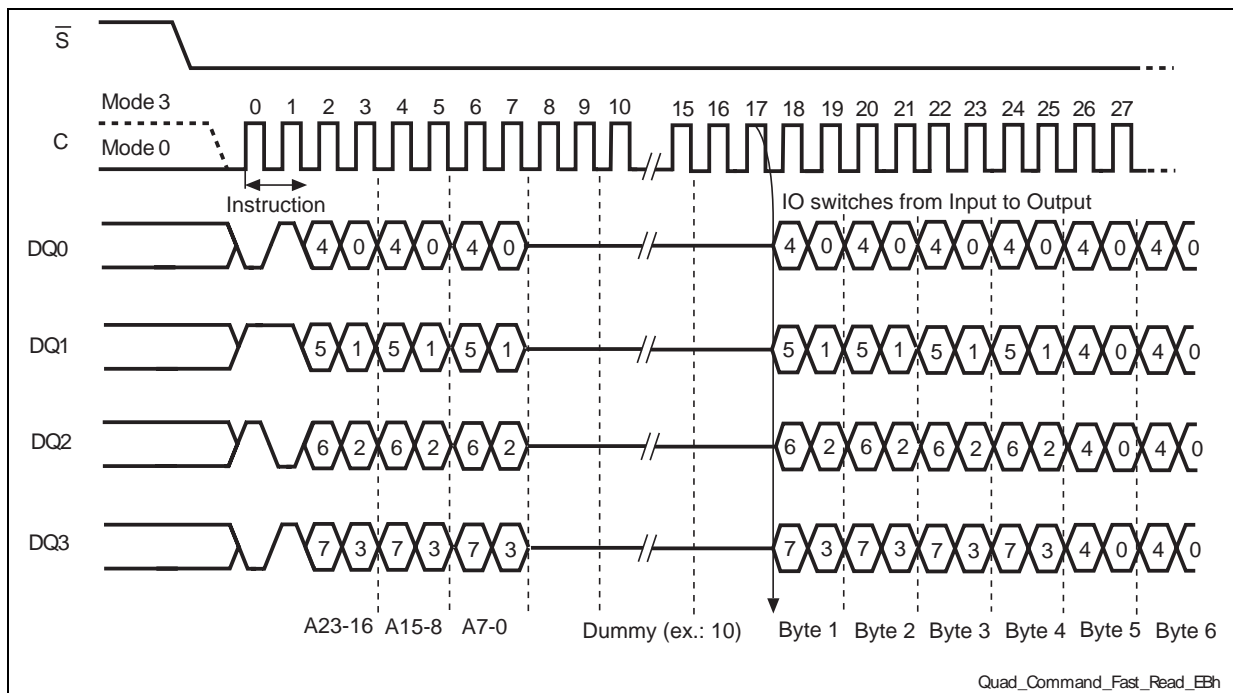 S
Mode 3
C
Mode 0
0 1 2 3 4 5 6 7 8 9 10 15 16 17 18 19 20 21 22 23 24 25 26 27
Instruction
IO switches from Input to Output
DQ0
4 0 4 0 4 0 4 0 4 0 4 0 4 0 4 0 4 0
DQ1
5 1 5 1 5 1 5 1 5 1 5 1 5 1 4 0 4 0
DQ2
6 2 6 2 6 2 6 2 6 2 6 2 6 2 4 0 4 0
DQ3
7 3 7 3 7 3 7 3 7 3 7 3 7 3 4 0 4 0
A23-16 A15-8 A7-0 Dummy (ex.: 10) Byte 1 Byte 2 Byte 3 Byte 4 Byte 5 Byte 6
Quad_Command_Fast_Read_EBh